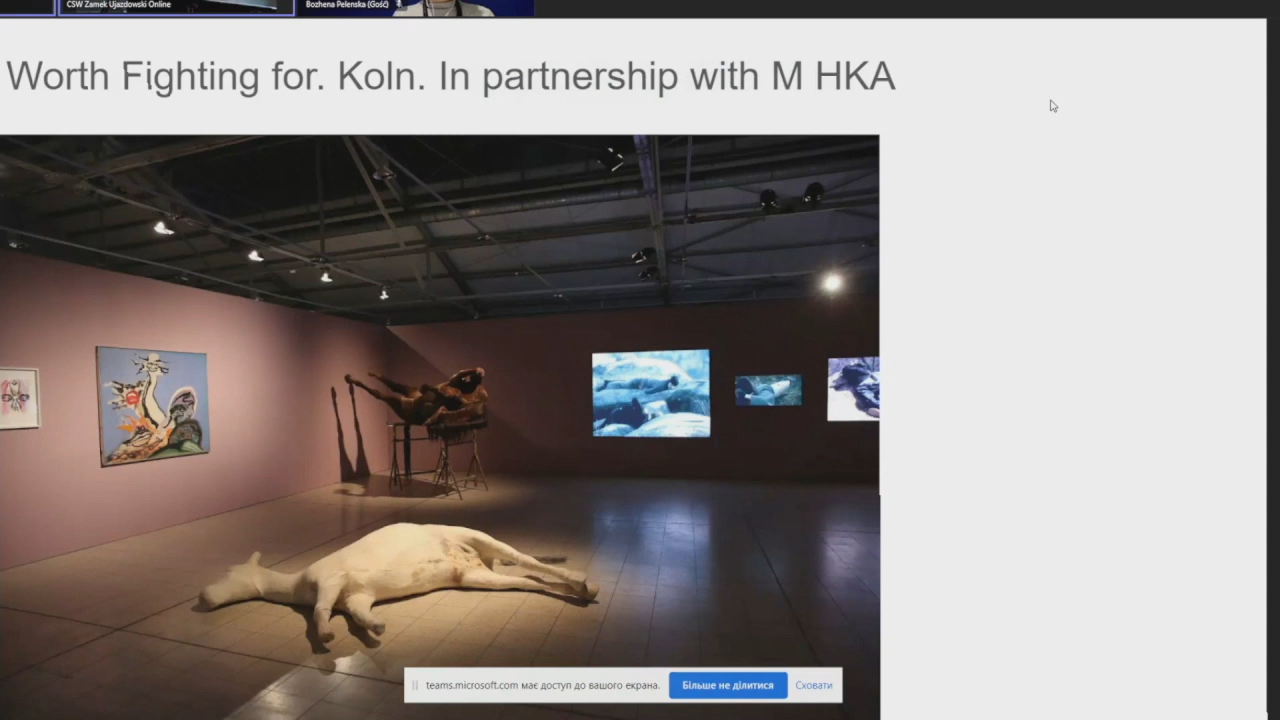 CSW Zamek Ujazdowski Online
Bozhena Pelenska (Gość)
Worth Fighting for. Koln. In partnership with M HKA
teams.microsoft.com має доступ до вашого екрана.
Більше не ділитися
Сховати